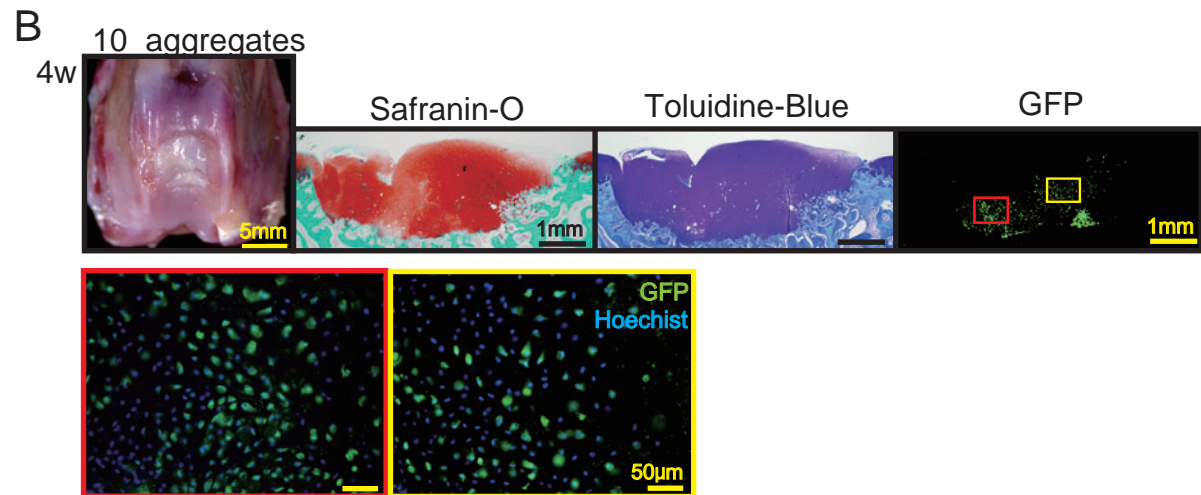 B
10 aggregates
4w
Safranin-O
Toluidine-Blue
GFP
5mm
1mm
1mm
GFP
Hoechist
50μm